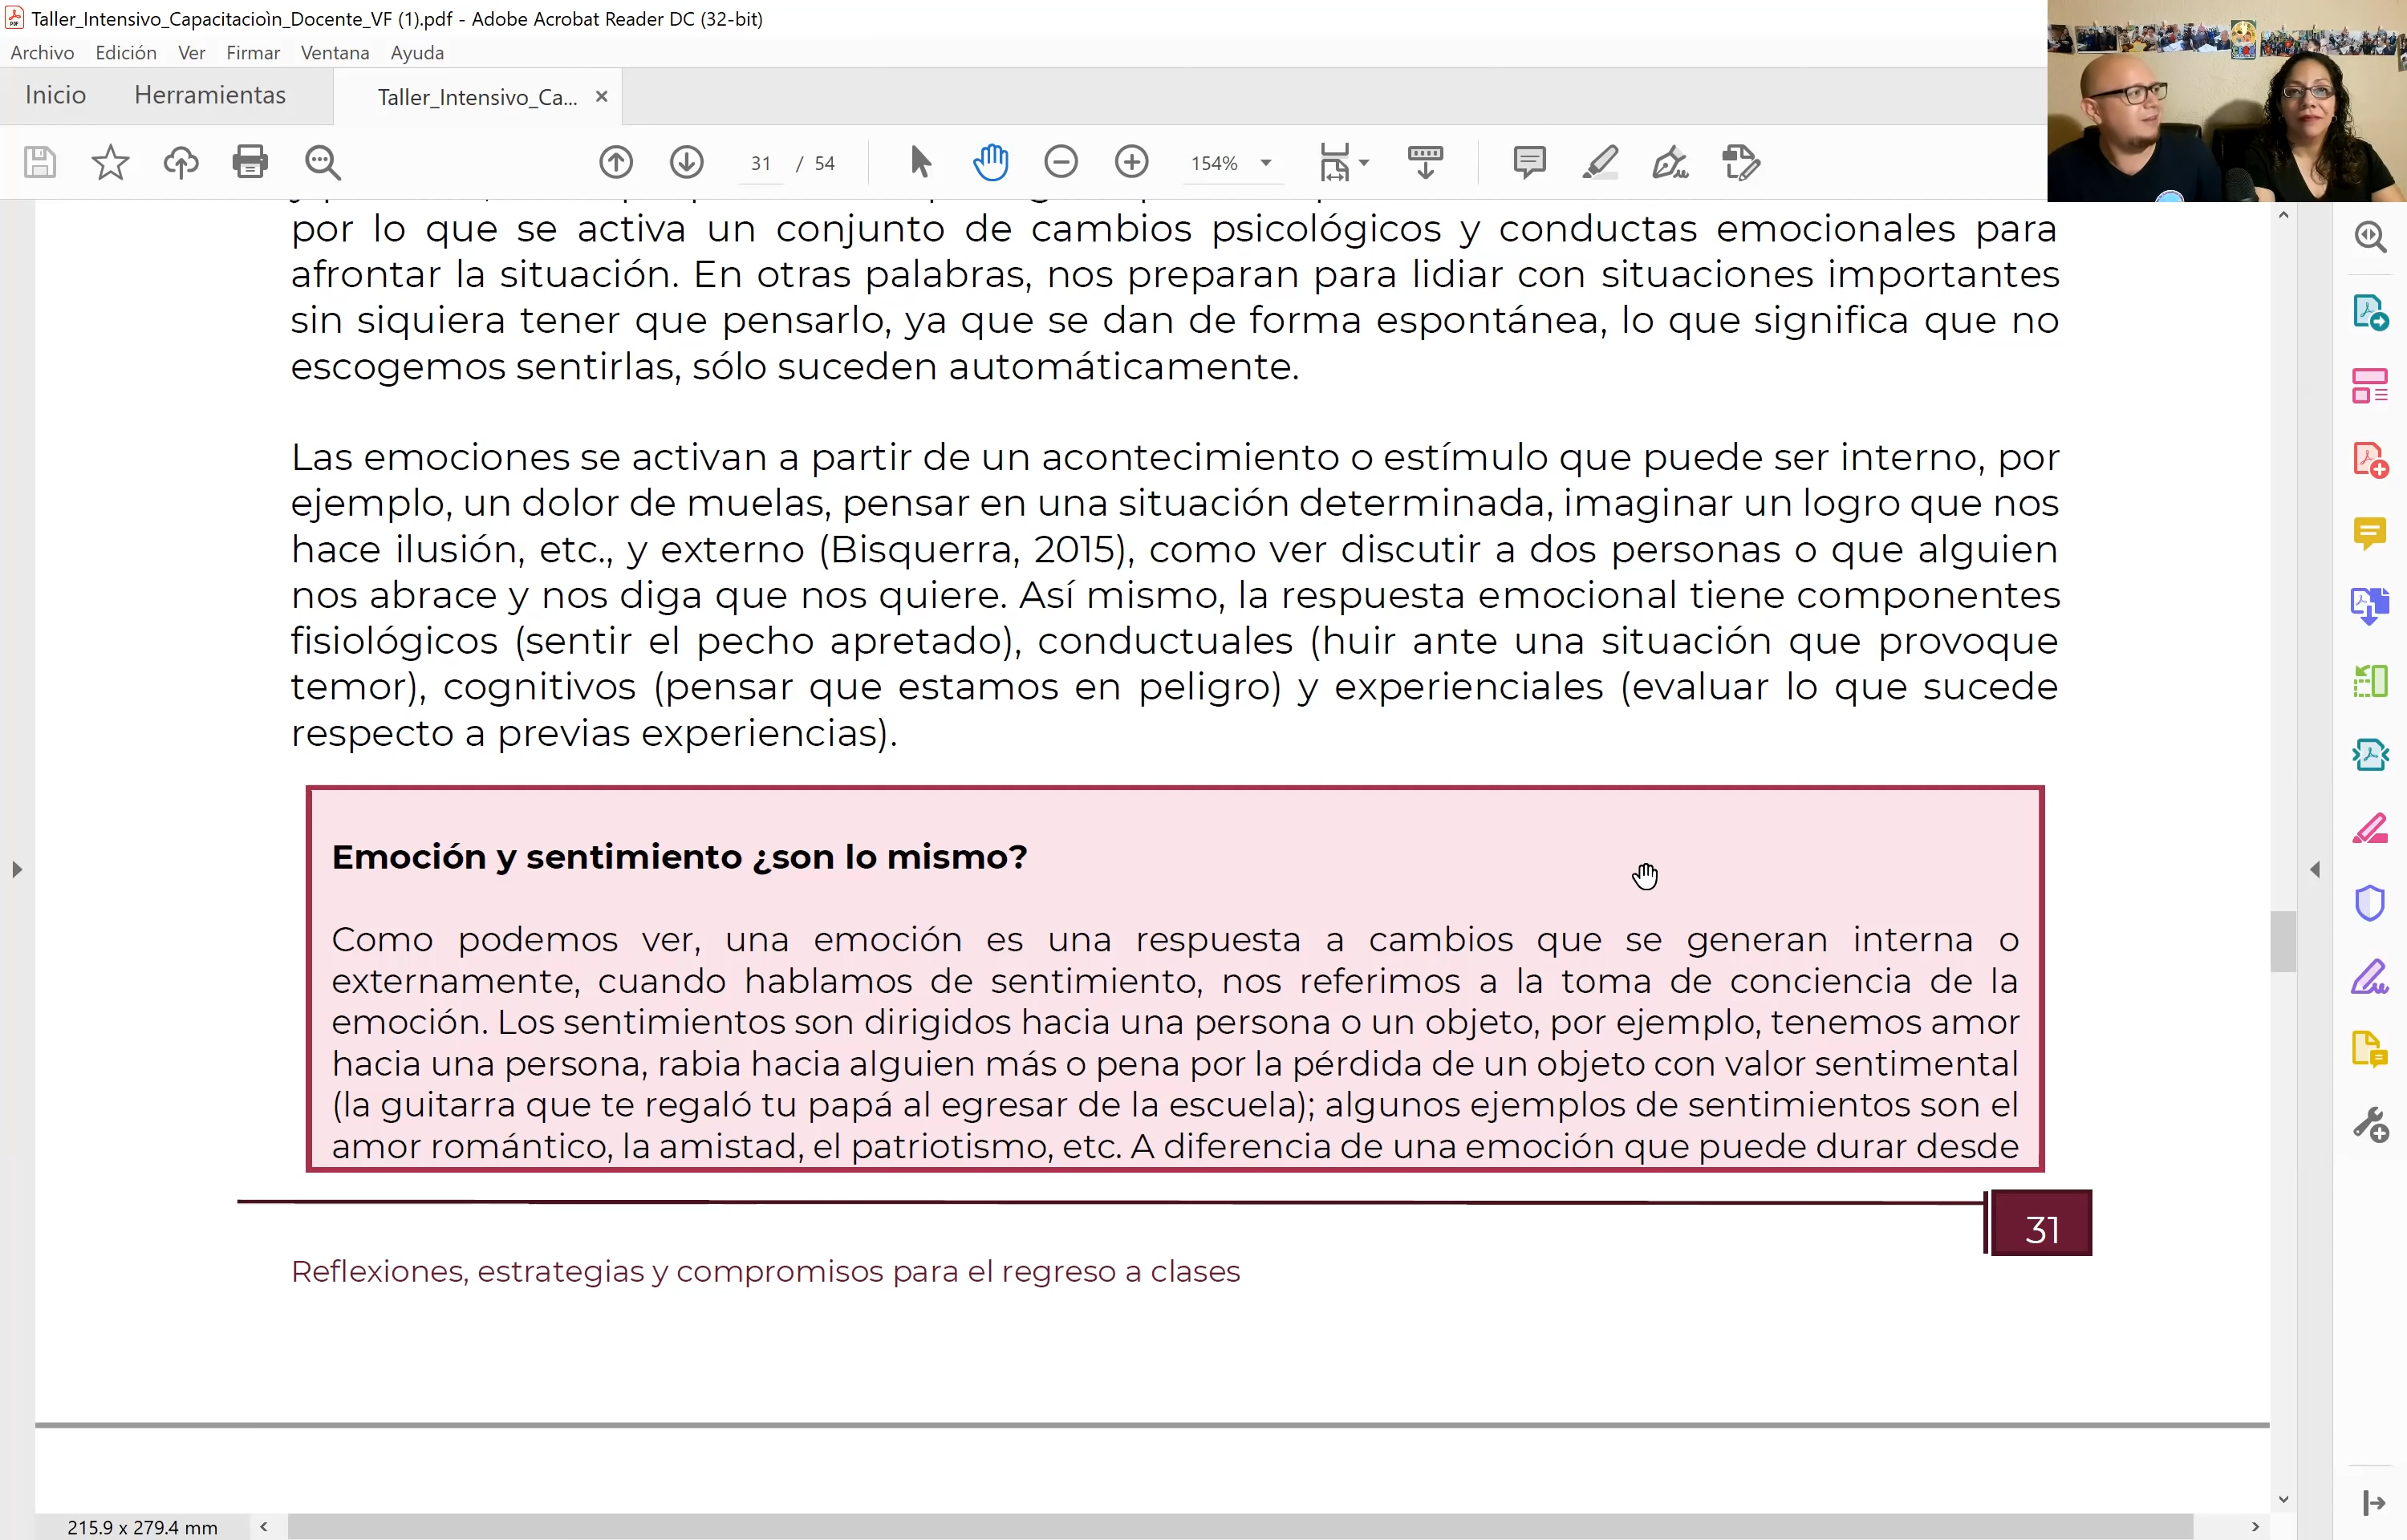 Taller_Intensivo_Capacitacioìn_Docente_VF (1).pdf - Adobe Acrobat Reader DC (32-bit)
Archivo Edición Ver Firmar Ventana Ayuda
Inicio Herramientas Taller_Intensivo_Ca...
31 / 54 154%
por lo que se activa un conjunto de cambios psicológicos y conductas emocionales para
afrontar la situación. En otras palabras, nos preparan para lidiar con situaciones importantes
sin siquiera tener que pensarlo, ya que se dan de forma espontánea, lo que significa que no
escogemos sentirlas, sólo suceden automáticamente.
Las emociones se activan a partir de un acontecimiento o estímulo que puede ser interno, por
ejemplo, un dolor de muelas, pensar en una situación determinada, imaginar un logro que nos
hace ilusión, etc., y externo (Bisquerra, 2015), como ver discutir a dos personas o que alguien
nos abrace y nos diga que nos quiere. Así mismo, la respuesta emocional tiene componentes
fisiológicos (sentir el pecho apretado), conductuales (huir ante una situación que provoque
temor), cognitivos (pensar que estamos en peligro) y experienciales (evaluar lo que sucede
respecto a previas experiencias).
Emoción y sentimiento ¿son lo mismo?
Como podemos ver, una emoción es una respuesta a cambios que se generan interna o
externamente, cuando hablamos de sentimiento, nos referimos a la toma de conciencia de la
emoción. Los sentimientos son dirigidos hacia una persona o un objeto, por ejemplo, tenemos amor
hacia una persona, rabia hacia alguien más o pena por la pérdida de un objeto con valor sentimental
(la guitarra que te regaló tu papá al egresar de la escuela); algunos ejemplos de sentimientos son el
amor romántico, la amistad, el patriotismo, etc. A diferencia de una emoción que puede durar desde
31
Reflexiones, estrategias y compromisos para el regreso a clases
215.9 x 279.4 mm